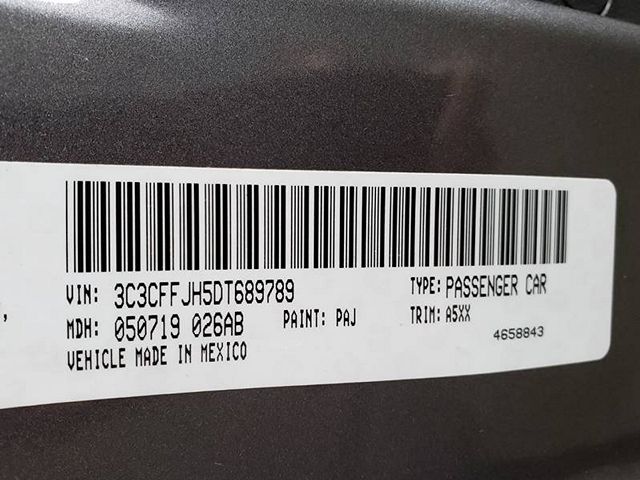 VIN: 3C3CFFJH5DT689789 TYPE: PASSENGER CAR
MDH: 050719 026AB PAINT: PAJ TRIM: A5XX
VEHICLE MADE IN MEXICO 4658843